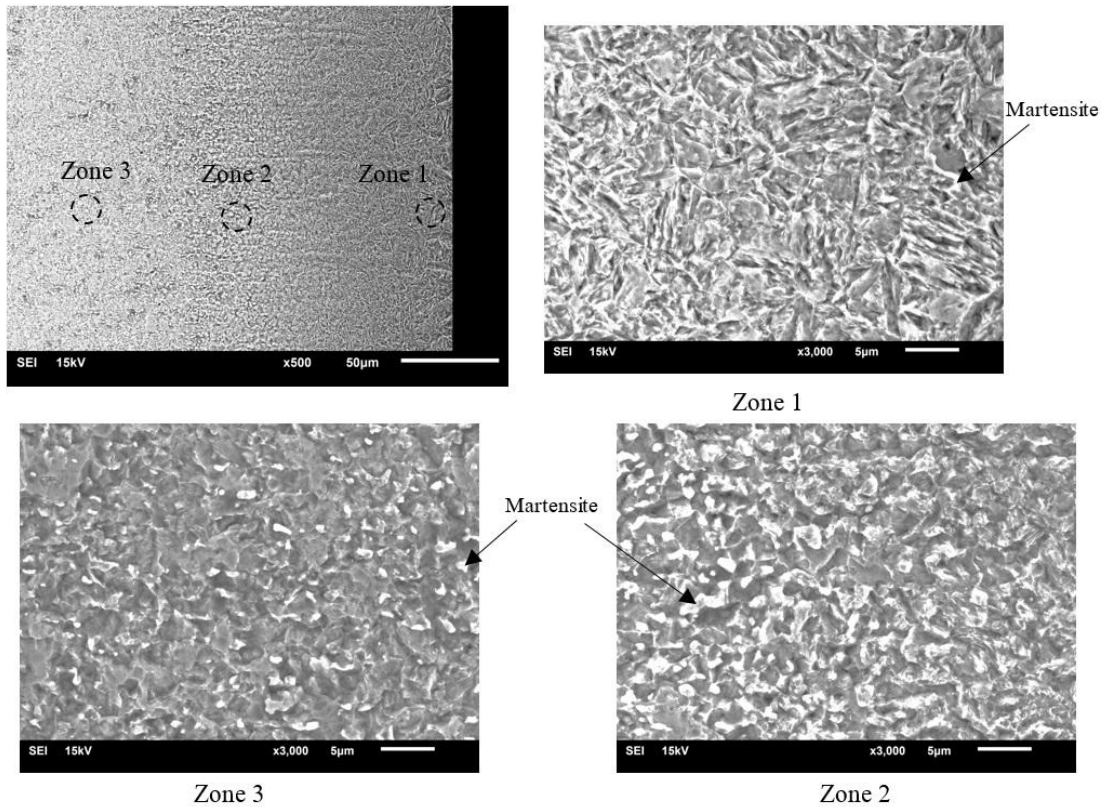 Zone 3
Zone 2
Zone 1
SEI 15kV x500 50µm
Martensite
SEI 15kV x3,000 5µm
Zone 1
Martensite
SEI 15kV x3,000 5µm
Zone 3
SEI 15kV x3,000 5µm
Zone 2